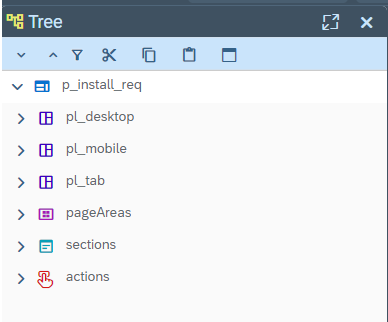 Tree
p_install_req
pl_desktop
pl_mobile
pl_tab
pageAreas
sections
actions